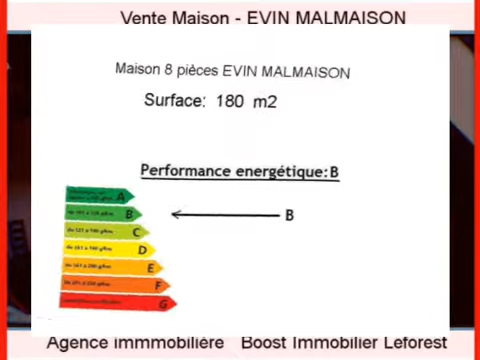 Vente Maison - EVIN MALMAISON
Maison 8 pièces EVIN MALMAISON
Surface: 180 m2
Performance energétique:B
A
B
B
C
D
E
F
G
Agence immmobilière Boost Immobilier Leforest